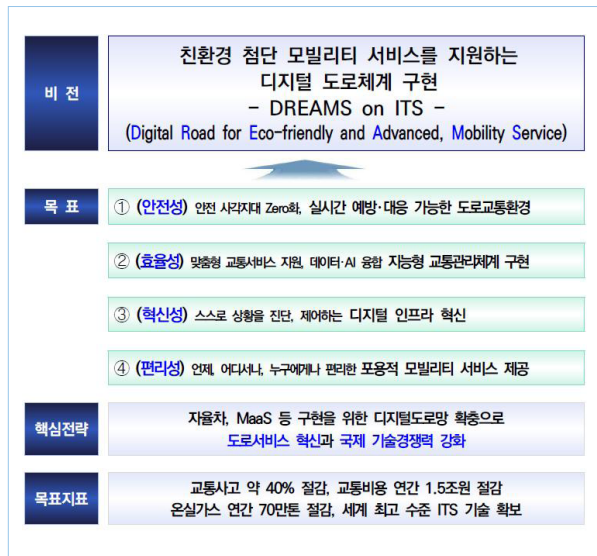 비 전
친환경 첨단 모빌리티 서비스를 지원하는
디지털 도로체계 구현
- DREAMS on ITS -
(Digital Road for Eco-friendly and Advanced, Mobility Service)
목 표
① (안전성) 안전 사각지대 Zero화, 실시간 예방·대응 가능한 도로교통환경
② (효율성) 맞춤형 교통서비스 지원, 데이터·AI 융합 지능형 교통관리체계 구현
③ (혁신성) 스스로 상황을 진단, 제어하는 디지털 인프라 혁신
④ (편리성) 언제, 어디서나, 누구에게나 편리한 포용적 모빌리티 서비스 제공
핵심전략
자율차, MaaS 등 구현을 위한 디지털도로망 확충으로
도로서비스 혁신과 국제 기술경쟁력 강화
목표지표
교통사고 약 40% 절감, 교통비용 연간 1.5조원 절감
온실가스 연간 70만톤 절감, 세계 최고 수준 ITS 기술 확보